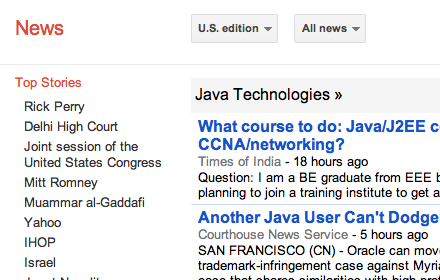 News
U.S. edition
All news
Top Stories
Rick Perry
Delhi High Court
Joint session of the
United States Congress
Mitt Romney
Muammar al-Gaddafi
Yahoo
IHOP
Israel
Java Technologies »
What course to do: Java/J2EE
CCNA/networking?
Times of India - 18 hours ago
Question: I am a BE graduate from EEE
planning to join a training institute to get a
Another Java User Can't Dodge
Courthouse News Service - 5 hours ago
SAN FRANCISCO (CN) - Oracle can move
trademark-infringement case against